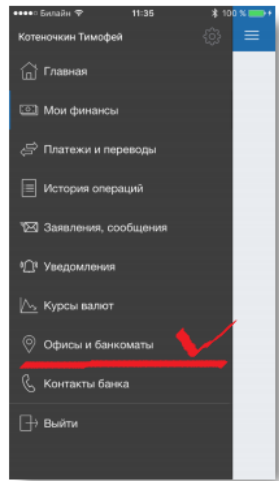 Билайн 11:35 100 %
Котеночкин Тимофей
Главная
Мои финансы
Платежи и переводы
История операций
Заявления, сообщения
Уведомления
Курсы валют
Офисы и банкоматы
Контакты банка
Выйти